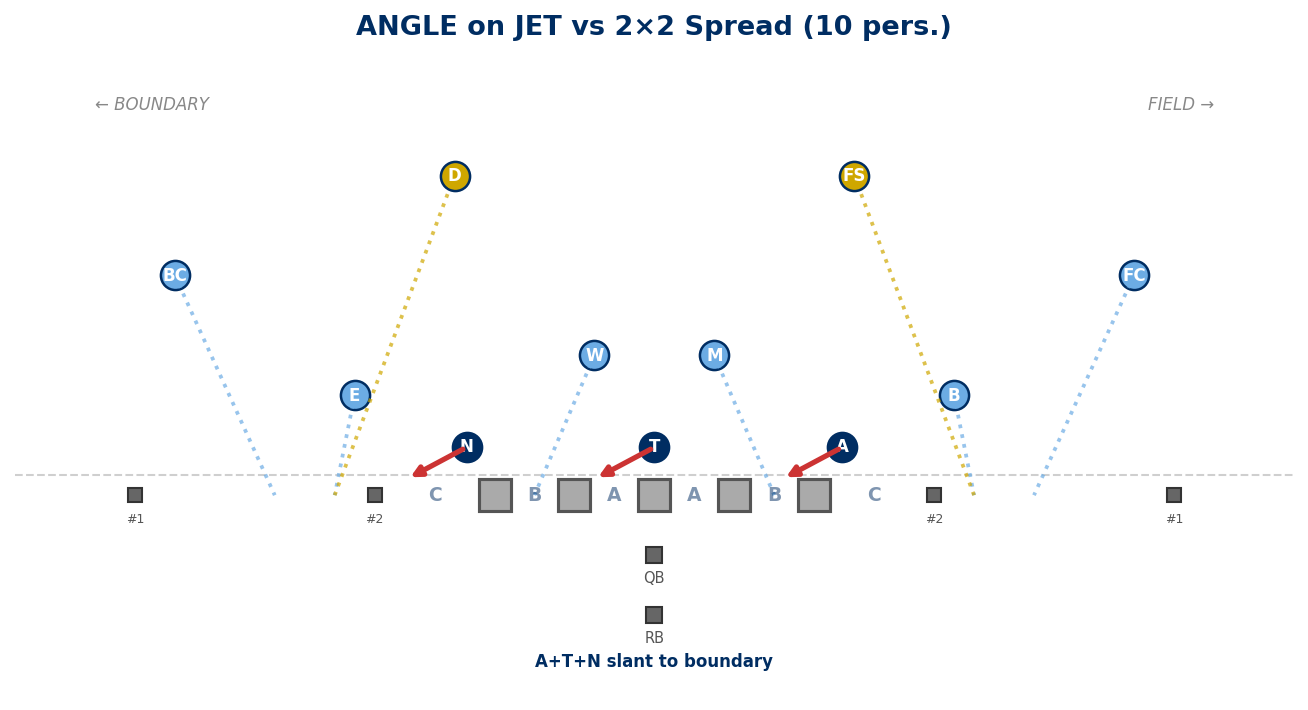 ANGLE on JET vs 2×2 Spread (10 pers.)
← BOUNDARY
FIELD →
D
FS
BC
FC
W
M
E
B
N
T
A
C
B
A
A
B
C
#1
#2
#2
#1
QB
RB
A+T+N slant to boundary